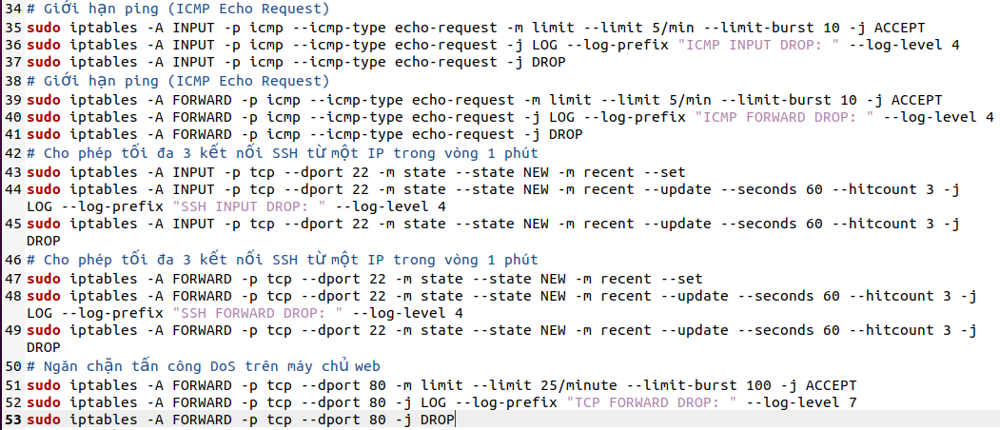 34 # Giới hạn ping (ICMP Echo Request)
35 sudo iptables -A INPUT -p icmp --icmp-type echo-request -m limit --limit 5/min --limit-burst 10 -j ACCEPT
36 sudo iptables -A INPUT -p icmp --icmp-type echo-request -j LOG --log-prefix "ICMP INPUT DROP: " --log-level 4
37 sudo iptables -A INPUT -p icmp --icmp-type echo-request -j DROP
38 # Giới hạn ping (ICMP Echo Request)
39 sudo iptables -A FORWARD -p icmp --icmp-type echo-request -m limit --limit 5/min --limit-burst 10 -j ACCEPT
40 sudo iptables -A FORWARD -p icmp --icmp-type echo-request -j LOG --log-prefix "ICMP FORWARD DROP: " --log-level 4
41 sudo iptables -A FORWARD -p icmp --icmp-type echo-request -j DROP
42 # Cho phép tối đa 3 kết nối SSH từ một IP trong vòng 1 phút
43 sudo iptables -A INPUT -p tcp --dport 22 -m state --state NEW -m recent --set
44 sudo iptables -A INPUT -p tcp --dport 22 -m state --state NEW -m recent --update --seconds 60 --hitcount 3 -j
LOG --log-prefix "SSH INPUT DROP: " --log-level 4
45 sudo iptables -A INPUT -p tcp --dport 22 -m state --state NEW -m recent --update --seconds 60 --hitcount 3 -j
DROP
46 # Cho phép tối đa 3 kết nối SSH từ một IP trong vòng 1 phút
47 sudo iptables -A FORWARD -p tcp --dport 22 -m state --state NEW -m recent --set
48 sudo iptables -A FORWARD -p tcp --dport 22 -m state --state NEW -m recent --update --seconds 60 --hitcount 3 -j
LOG --log-prefix "SSH FORWARD DROP: " --log-level 4
49 sudo iptables -A FORWARD -p tcp --dport 22 -m state --state NEW -m recent --update --seconds 60 --hitcount 3 -j
DROP
50 # Ngăn chặn tấn công DoS trên máy chủ web
51 sudo iptables -A FORWARD -p tcp --dport 80 -m limit --limit 25/minute --limit-burst 100 -j ACCEPT
52 sudo iptables -A FORWARD -p tcp --dport 80 -j LOG --log-prefix "TCP FORWARD DROP: " --log-level 7
53 sudo iptables -A FORWARD -p tcp --dport 80 -j DROP